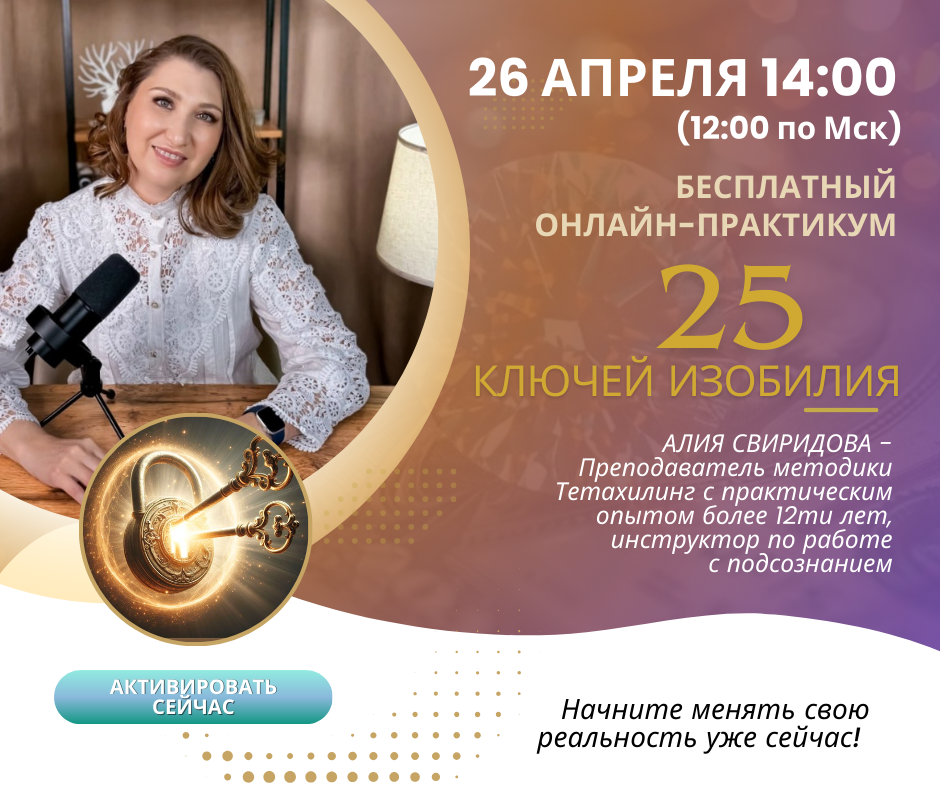 26 АПРЕЛЯ 14:00
(12:00 по Мск)
БЕСПЛАТНЫЙ
ОНЛАЙН-ПРАКТИКУМ
25
КЛЮЧЕЙ ИЗОБИЛИЯ
АЛИЯ СВИРИДОВА -
Преподаватель методики
Тетахилинг с практическим
опытом более 12ти лет,
инструктор по работе
с подсознанием
АКТИВИРОВАТЬ
СЕЙЧАС
Начните менять свою
реальность уже сейчас!